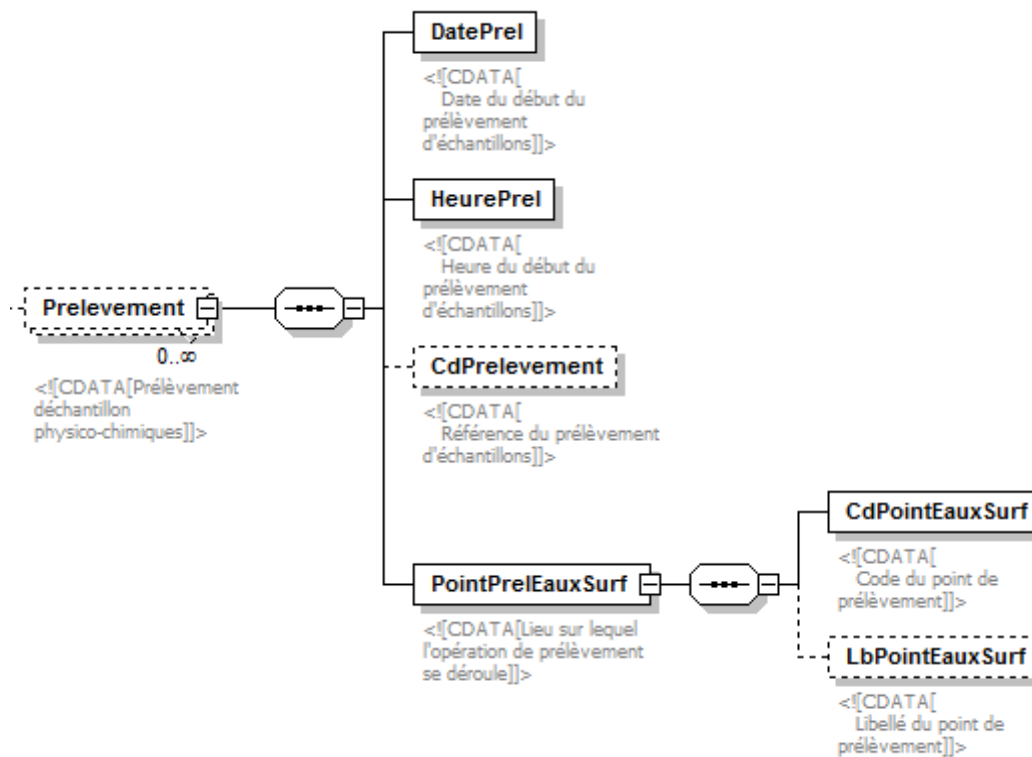 DatePrel
<![CDATA[
Date du début du
prélèvement
d'échantillons]]>
HeurePrel
<![CDATA[
Heure du début du
prélèvement
d'échantillons]]>
Prelevement
0..∞
<![CDATA[Prélèvement
déchantillon
physico-chimiques]]>
CdPrelevement
<![CDATA[
Référence du prélèvement
d'échantillons]]>
PointPrelEauxSurf
<![CDATA[Lieu sur lequel
l'opération de prélèvement
se déroule]]>
CdPointEauxSurf
<![CDATA[
Code du point de
prélèvement]]>
LbPointEauxSurf
<![CDATA[
Libellé du point de
prélèvement]]>